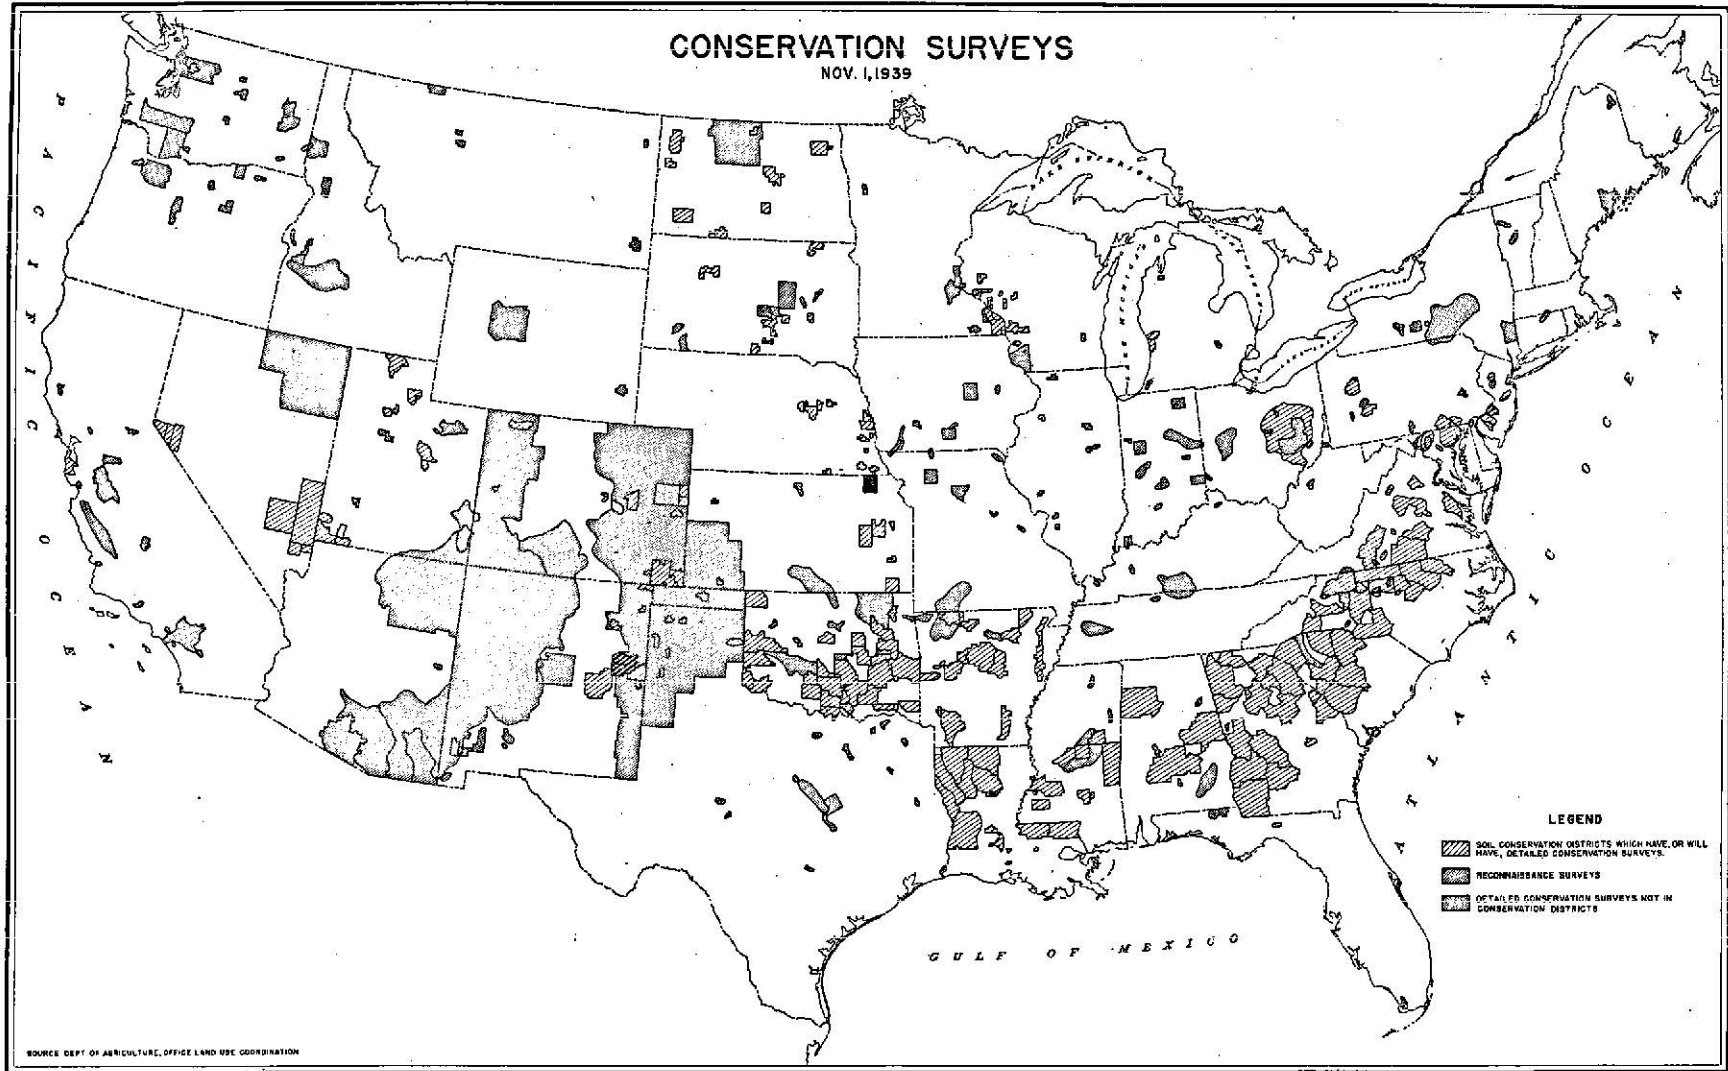 CONSERVATION SURVEYS
NOV. 1, 1939
PACIFIC OCEAN
ATLANTIC OCEAN
GULF OF MEXICO
LEGEND
SOIL CONSERVATION DISTRICTS WHICH HAVE, OR WILL
HAVE, DETAILED CONSERVATION SURVEYS.
RECONNAISSANCE SURVEYS
DETAILED CONSERVATION SURVEYS NOT IN
CONSERVATION DISTRICTS
SOURCE DEPT OF AGRICULTURE, OFFICE LAND USE COORDINATION